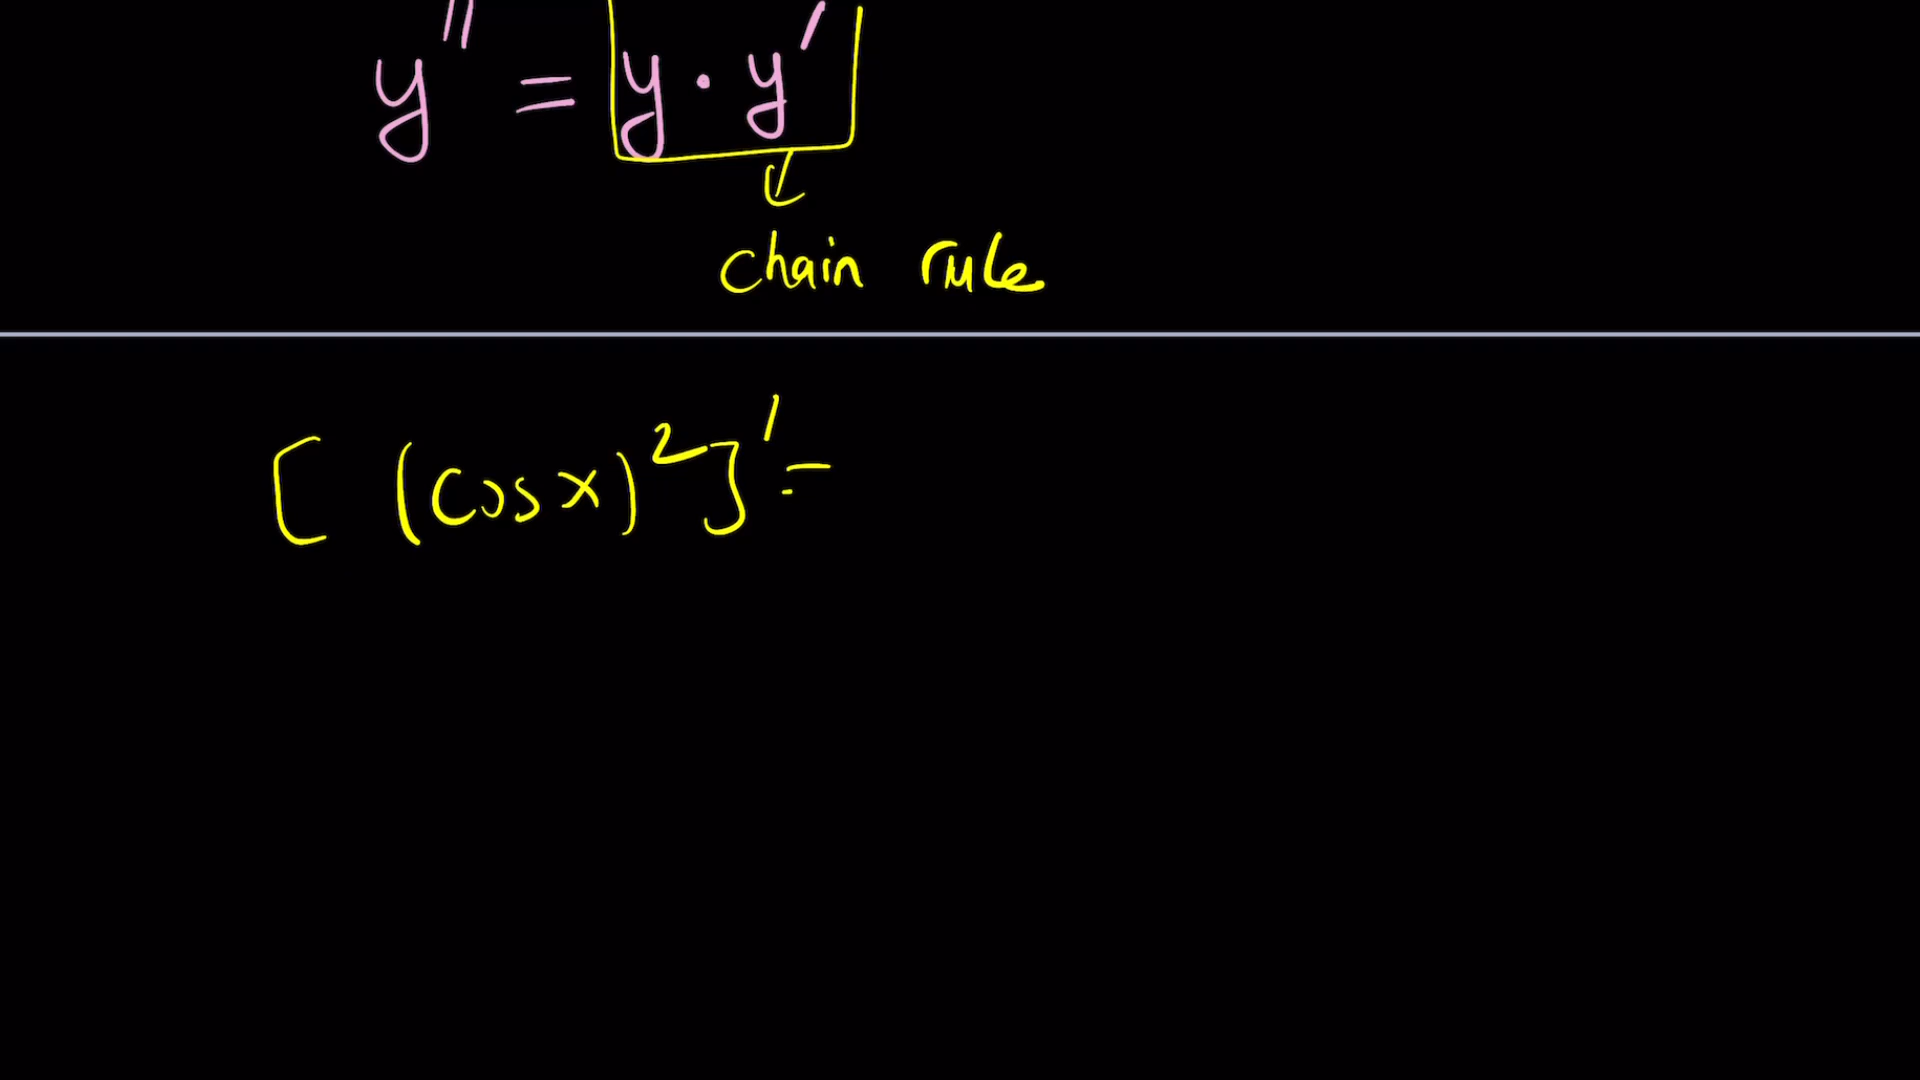 y'' = y · y'
chain rule
[ (cos x)² ]' =